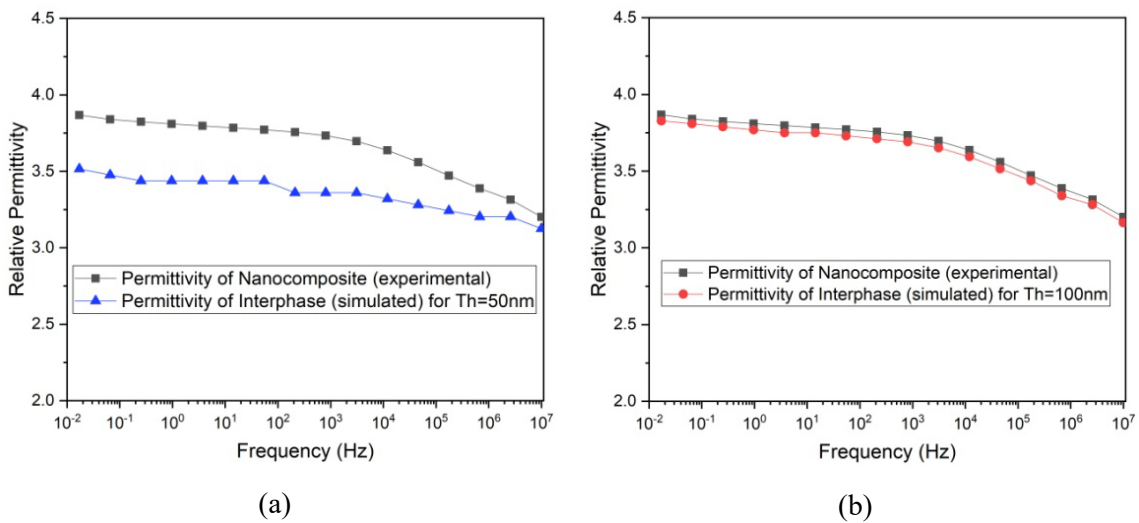 4.5
4.0
3.5
3.0
2.5
2.0
Relative Permittivity
Permittivity of Nanocomposite (experimental)
Permittivity of Interphase (simulated) for Th=50nm
10⁻² 10⁻¹ 10⁰ 10¹ 10² 10³ 10⁴ 10⁵ 10⁶ 10⁷
Frequency (Hz)
(a)
4.5
4.0
3.5
3.0
2.5
2.0
Relative Permittivity
Permittivity of Nanocomposite (experimental)
Permittivity of Interphase (simulated) for Th=100nm
10⁻² 10⁻¹ 10⁰ 10¹ 10² 10³ 10⁴ 10⁵ 10⁶ 10⁷
Frequency (Hz)
(b)